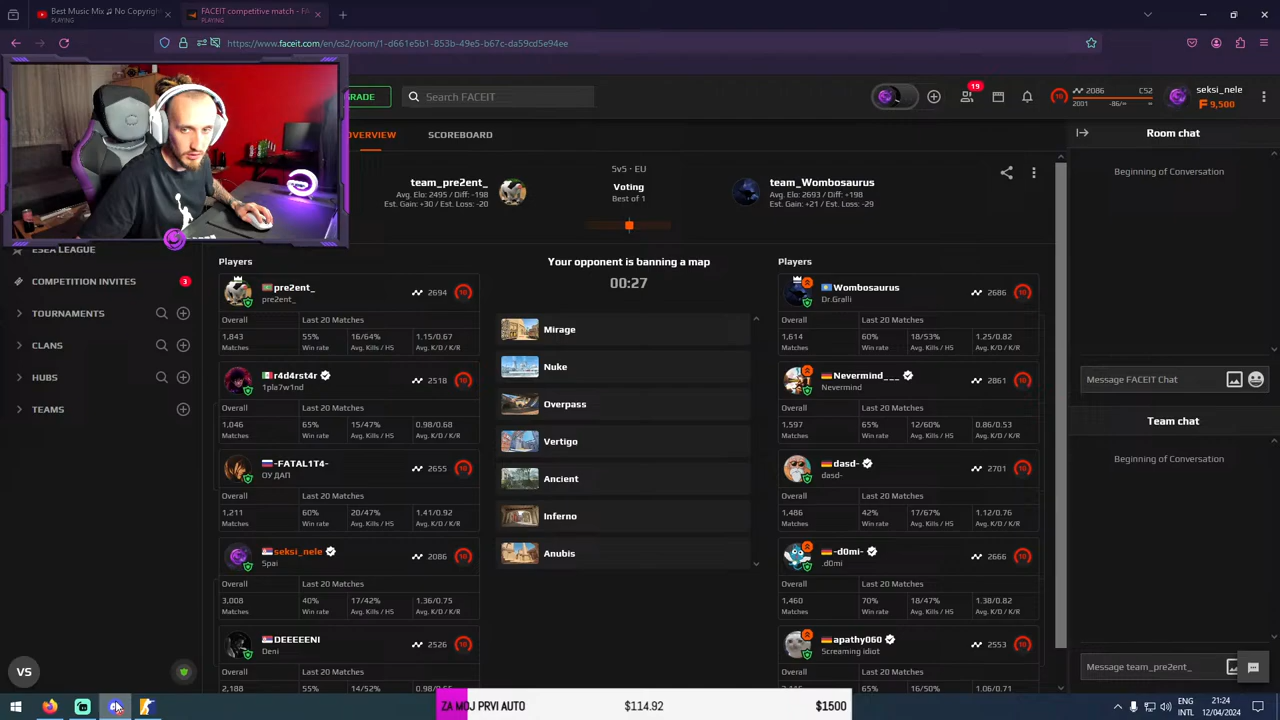 Best Music Mix ♫ No Copyrigh
PLAYING
FACEIT competitive match - FA
PLAYING
https://www.faceit.com/en/cs2/room/1-d661e5b1-853b-49e5-b67c-da59cd5e94ee
GRADE
Search FACEIT
19
10
2086
CS2
2001
-86/+
seksi_nele
F 9,500
OVERVIEW
SCOREBOARD
Room chat
Beginning of Conversation
team_pre2ent_
Avg. Elo: 2495 / Diff: -198
Est. Gain: +30 / Est. Loss: -20
5v5 · EU
Voting
Best of 1
team_Wombosaurus
Avg. Elo: 2693 / Diff: +198
Est. Gain: +21 / Est. Loss: -29
ESEA LEAGUE
COMPETITION INVITES
3
TOURNAMENTS
CLANS
HUBS
TEAMS
VS
Players
pre2ent_
pre2ent_
2694
10
Overall
Last 20 Matches
1,843
55%
16/64%
1.15/0.67
Matches
Win rate
Avg. Kills / HS
Avg. K/D / K/R
r4d4rst4r
1pla7w1nd
2518
10
Overall
Last 20 Matches
1,046
65%
15/47%
0.98/0.68
Matches
Win rate
Avg. Kills / HS
Avg. K/D / K/R
-FATAL1T4-
ОУ ДАП
2655
10
Overall
Last 20 Matches
1,211
60%
20/47%
1.41/0.92
Matches
Win rate
Avg. Kills / HS
Avg. K/D / K/R
seksi_nele
Spai
2086
10
Overall
Last 20 Matches
3,008
40%
17/42%
1.36/0.75
Matches
Win rate
Avg. Kills / HS
Avg. K/D / K/R
DEEEEENI
Deni
2526
10
Overall
Last 20 Matches
2,188
55%
14/52%
Your opponent is banning a map
00:27
Mirage
Nuke
Overpass
Vertigo
Ancient
Inferno
Anubis
Players
Wombosaurus
Dr.Gralli
2686
10
Overall
Last 20 Matches
1,614
60%
18/53%
1.25/0.82
Matches
Win rate
Avg. Kills / HS
Avg. K/D / K/R
Nevermind___
Nevermind
2861
10
Overall
Last 20 Matches
1,597
65%
12/60%
0.86/0.53
Matches
Win rate
Avg. Kills / HS
Avg. K/D / K/R
dasd-
dasd-
2701
10
Overall
Last 20 Matches
1,486
42%
17/67%
1.12/0.76
Matches
Win rate
Avg. Kills / HS
Avg. K/D / K/R
-d0mi-
.d0mi
2666
10
Overall
Last 20 Matches
1,460
70%
18/47%
1.38/0.82
Matches
Win rate
Avg. Kills / HS
Avg. K/D / K/R
apathy060
Screaming idiot
2553
10
Overall
Last 20 Matches
65%
16/50%
1.06/0.71
Message FACEIT Chat
Team chat
Beginning of Conversation
Message team_pre2ent_
ZA MOJ PRVI AUTO
$114.92
$1500
ENG
INTL
21:24
12/04/2024